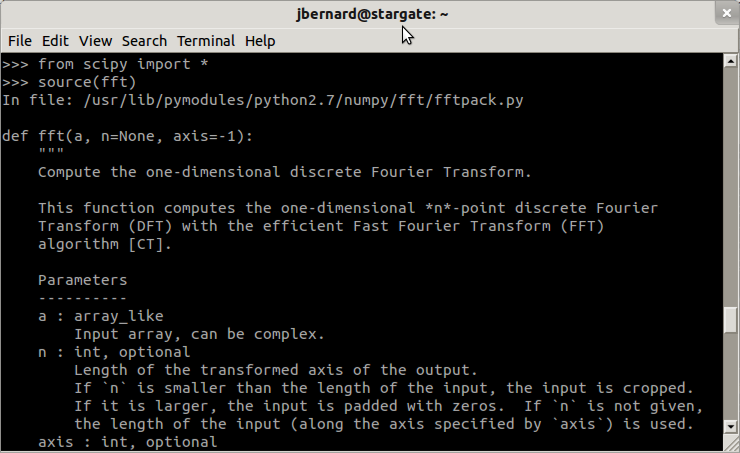 jbernard@stargate: ~
File Edit View Search Terminal Help
>>> from scipy import *
>>> source(fft)
In file: /usr/lib/pymodules/python2.7/numpy/fft/fftpack.py

def fft(a, n=None, axis=-1):
    """
    Compute the one-dimensional discrete Fourier Transform.

    This function computes the one-dimensional *n*-point discrete Fourier
    Transform (DFT) with the efficient Fast Fourier Transform (FFT)
    algorithm [CT].

    Parameters
    ----------
    a : array_like
        Input array, can be complex.
    n : int, optional
        Length of the transformed axis of the output.
        If `n` is smaller than the length of the input, the input is cropped.
        If it is larger, the input is padded with zeros.  If `n` is not given,
        the length of the input (along the axis specified by `axis`) is used.
    axis : int, optional